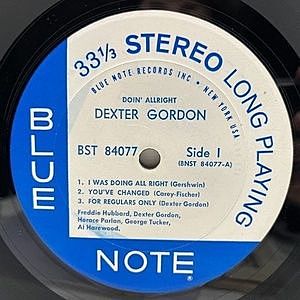 33⅓ STEREO LONG PLAYING
BLUE NOTE RECORDS INC • NEW YORK USA
DOIN' ALLRIGHT
DEXTER GORDON
BST 84077
Side I
(BNST 84077-A)
1. I WAS DOING ALL RIGHT (Gershwin)
2. YOU'VE CHANGED (Carey-Fischer)
3. FOR REGULARS ONLY (Dexter Gordon)
Freddie Hubbard, Dexter Gordon,
Horace Parlan, George Tucker,
Al Harewood.
BLUE
NOTE ®